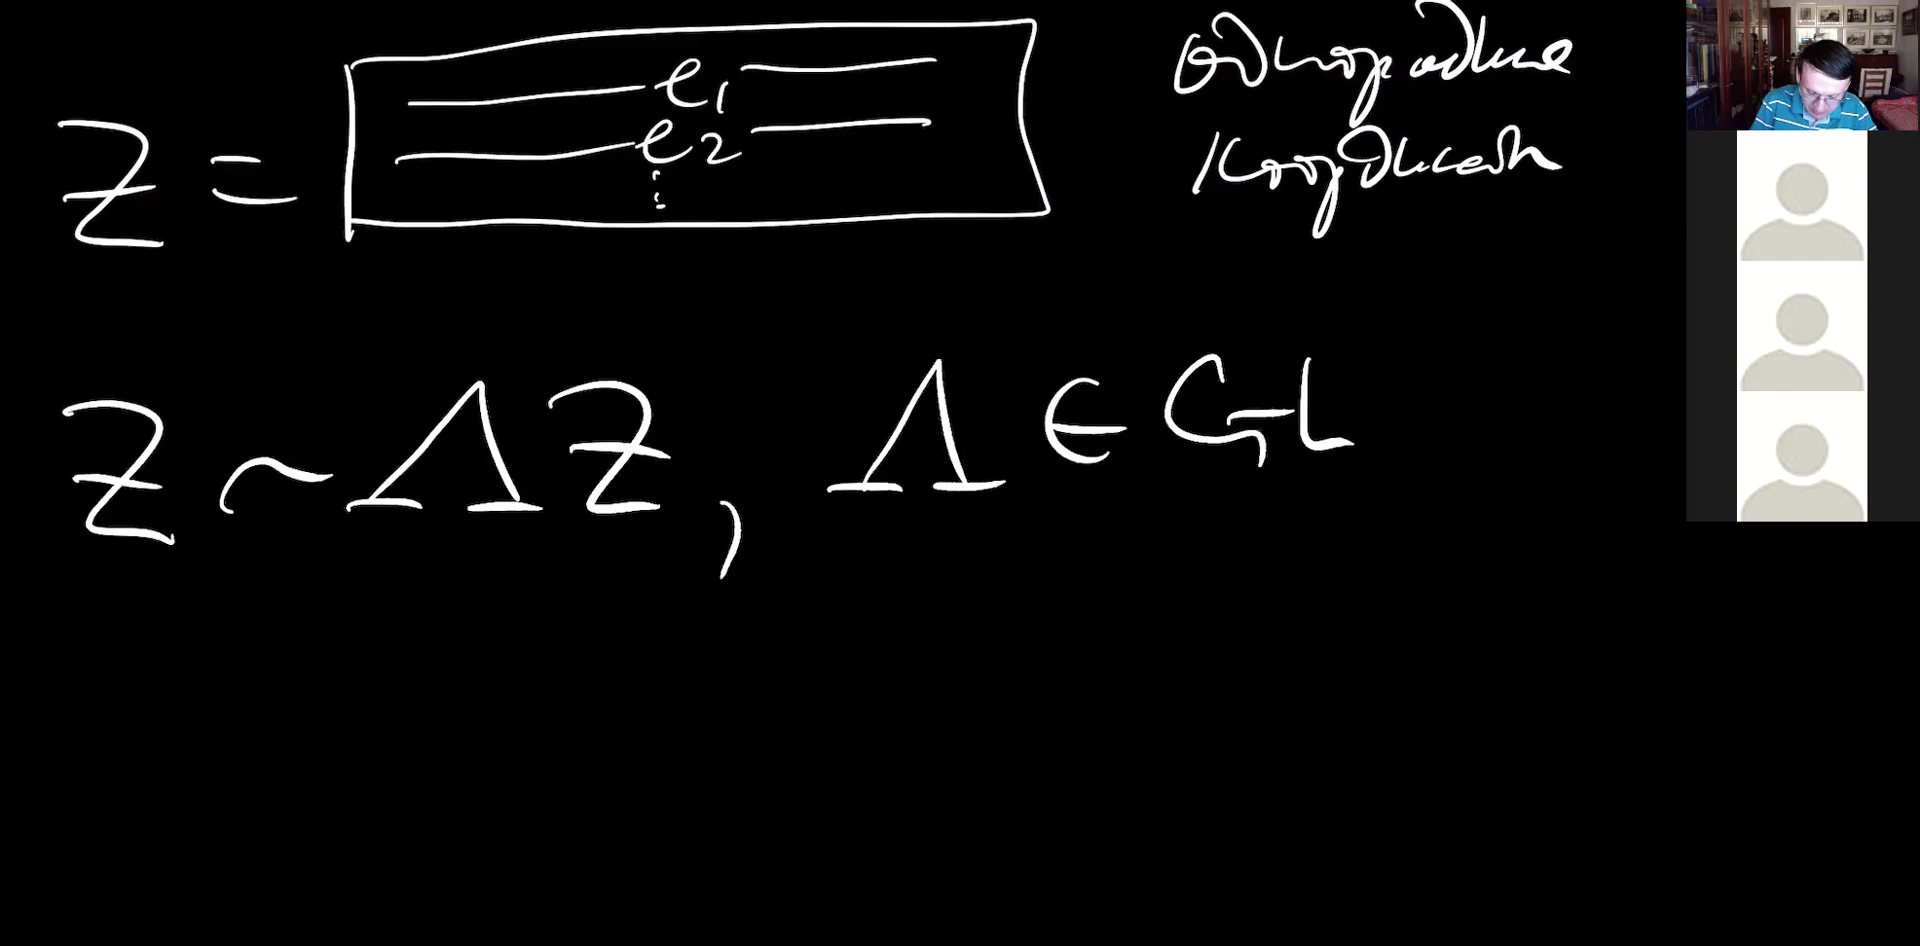 Z = e₁
e₂
⋮
однородные
координаты
Z ~ ΛZ, Λ ∈ GL